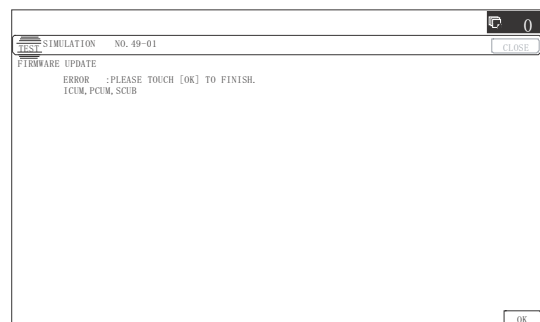 0
TEST SIMULATION NO. 49-01
CLOSE
FIRMWARE UPDATE
ERROR :PLEASE TOUCH [OK] TO FINISH.
ICUM, PCUM, SCUB
OK